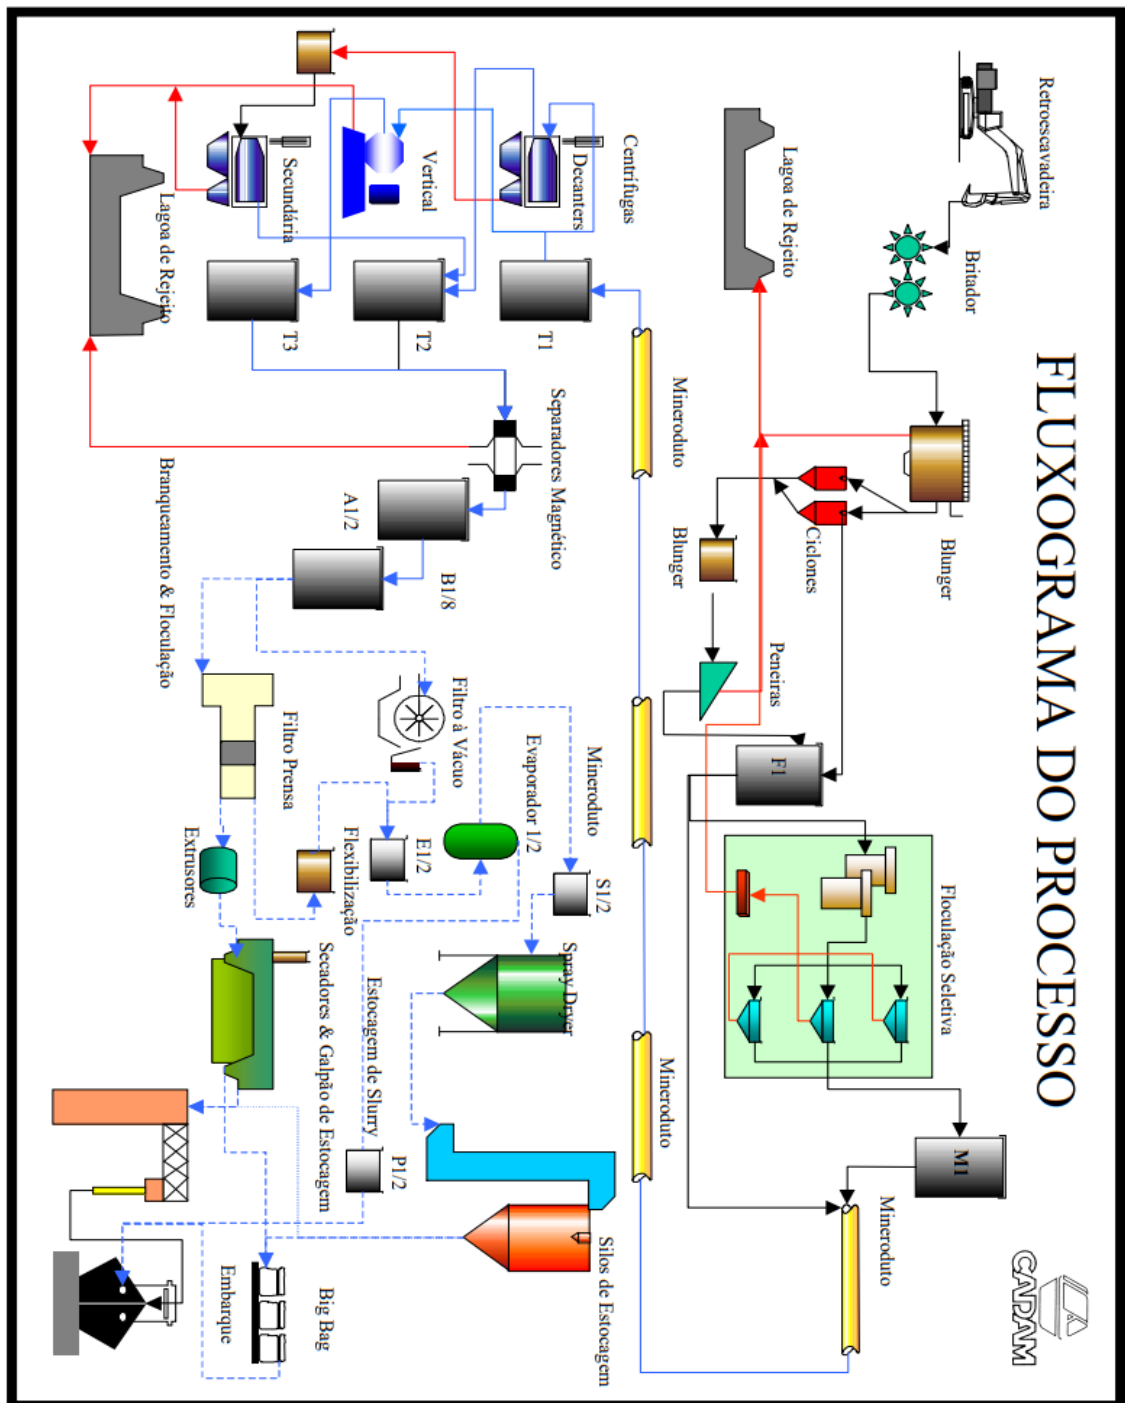 FLUXOGRAMA DO PROCESSO
CADAM
Retroescavadeira
Britador
Blunger
Ciclones
Lagoa de Rejeito
Blunger
Peneiras
F1
Floculação Seletiva
M1
Mineroduto
Mineroduto
Mineroduto
Centrífugas
Decanters
Vertical
Secundária
Lagoa de Rejeito
T1
T2
T3
Separadores Magnético
A1/2
B1/8
Branqueamento & Floculação
Filtro à Vácuo
Filtro Prensa
Evaporador 1/2
Mineroduto
E1/2
S1/2
Flexibilização
Extrusores
Spray Dryer
Secadores & Galpão de Estocagem
Estocagem de Slurry
P1/2
Silos de Estocagem
Big Bag
Embarque